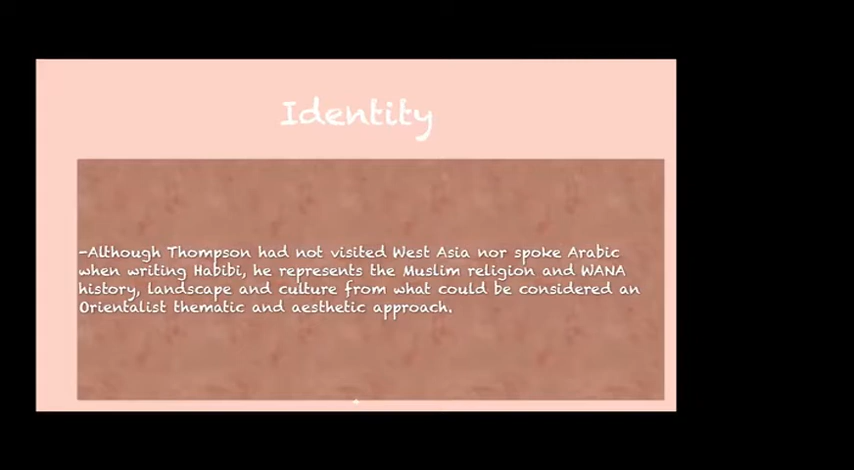 Identity
-Although Thompson had not visited West Asia nor spoke Arabic
when writing Habibi, he represents the Muslim religion and WANA
history, landscape and culture from what could be considered an
Orientalist thematic and aesthetic approach.